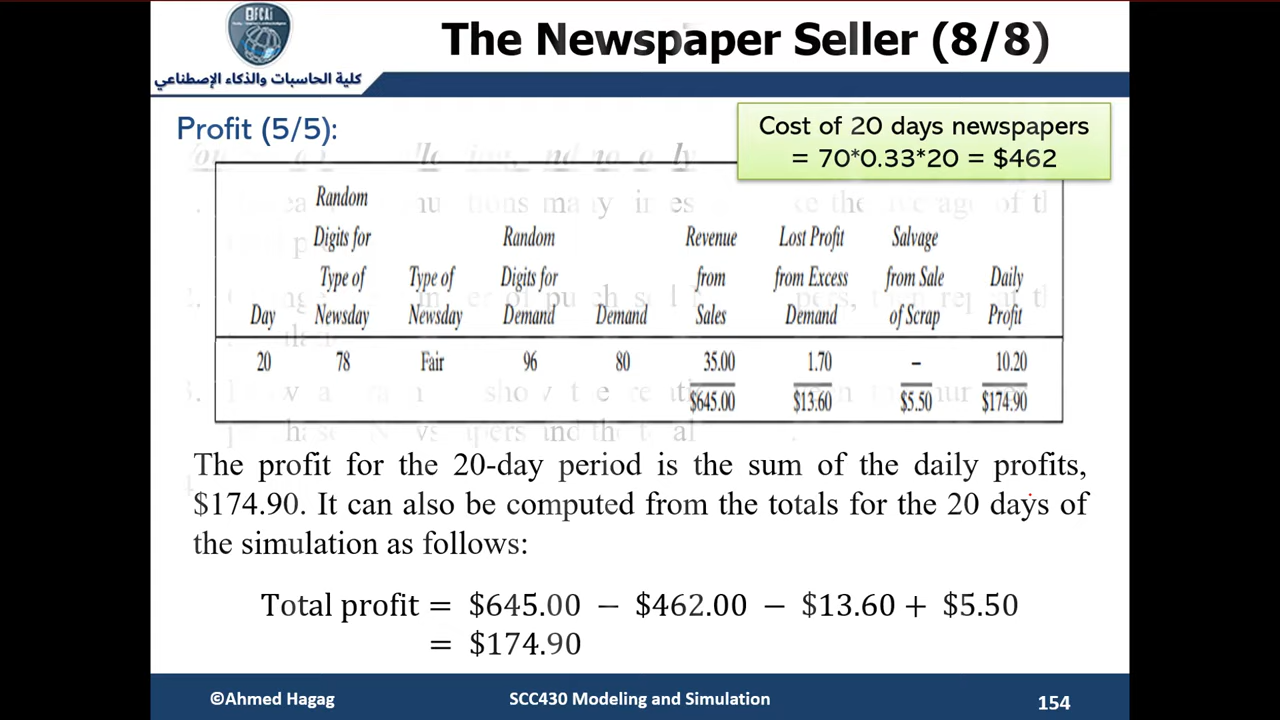 The Newspaper Seller (8/8)
FCAi
كلية الحاسبات والذكاء الإصطناعي
Profit (5/5):
Cost of 20 days newspapers
= 70*0.33*20 = $462
Random
Digits for Random Revenue Lost Profit Salvage
Type of Type of Digits for from from Excess from Sale Daily
Day Newsday Newsday Demand Demand Sales Demand of Scrap Profit
20 78 Fair 96 80 35.00 1.70 – 10.20
$645.00 $13.60 $5.50 $174.90
The profit for the 20-day period is the sum of the daily profits,
$174.90. It can also be computed from the totals for the 20 days of
the simulation as follows:
Total profit = $645.00 − $462.00 − $13.60 + $5.50
= $174.90
©Ahmed Hagag SCC430 Modeling and Simulation 154